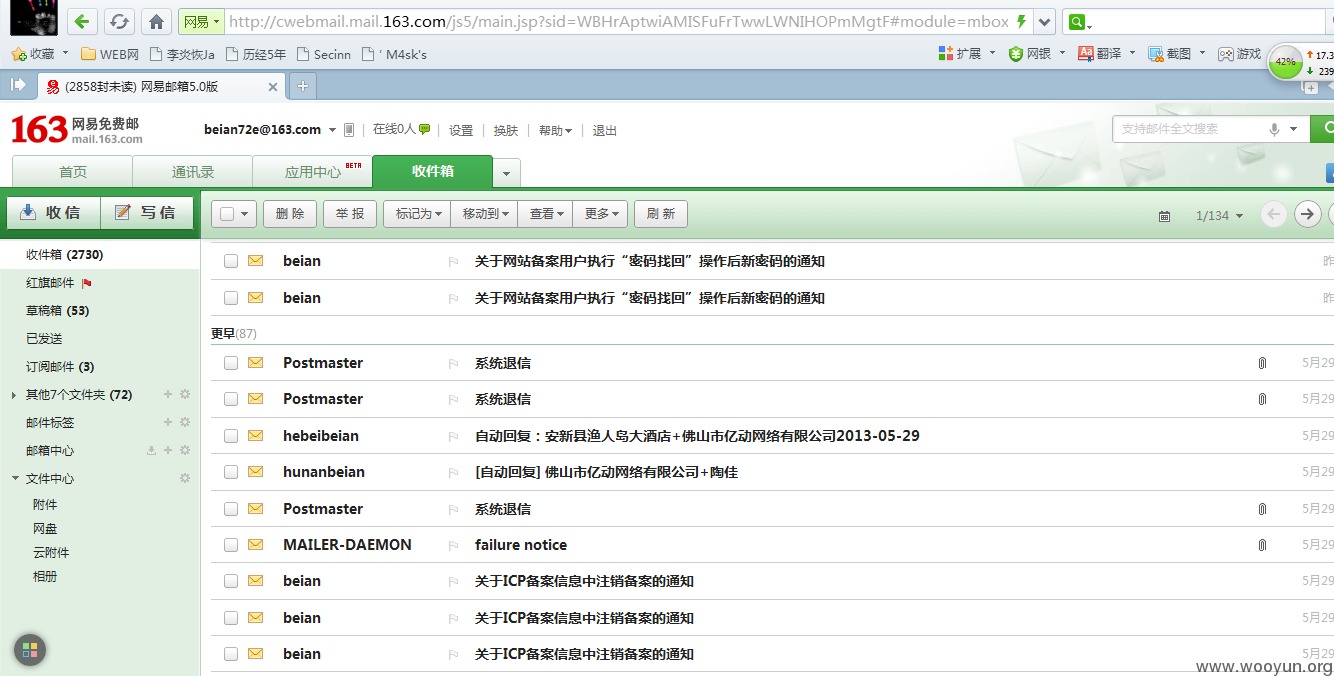 网易 http://cwebmail.mail.163.com/js5/main.jsp?sid=WBHrAptwiAMISFuFrTwwLWNIHOPmMgtF#module=mbox
收藏 WEB网 李炎恢Ja 历经5年 Secinn ' M4sk's 扩展 网银 翻译 截图 游戏 42% 17.3
239
(2858封未读) 网易邮箱5.0版
163 网易免费邮
mail.163.com
beian72e@163.com 在线0人 设置 换肤 帮助 退出 支持邮件全文搜索
首页 通讯录 应用中心 BETA 收件箱
收信 写信 删除 举报 标记为 移动到 查看 更多 刷新 1/134
收件箱 (2730)
红旗邮件
草稿箱 (53)
已发送
订阅邮件 (3)
其他7个文件夹 (72)
邮件标签
邮箱中心
文件中心
附件
网盘
云附件
相册
beian 关于网站备案用户执行“密码找回”操作后新密码的通知 昨
beian 关于网站备案用户执行“密码找回”操作后新密码的通知 昨
更早(87)
Postmaster 系统退信 5月29
Postmaster 系统退信 5月29
hebeibeian 自动回复：安新县渔人岛大酒店+佛山市亿动网络有限公司2013-05-29 5月29
hunanbeian [自动回复] 佛山市亿动网络有限公司+陶佳 5月29
Postmaster 系统退信 5月29
MAILER-DAEMON failure notice 5月29
beian 关于ICP备案信息中注销备案的通知 5月29
beian 关于ICP备案信息中注销备案的通知 5月29
beian 关于ICP备案信息中注销备案的通知 5月29
www.wooyun.org